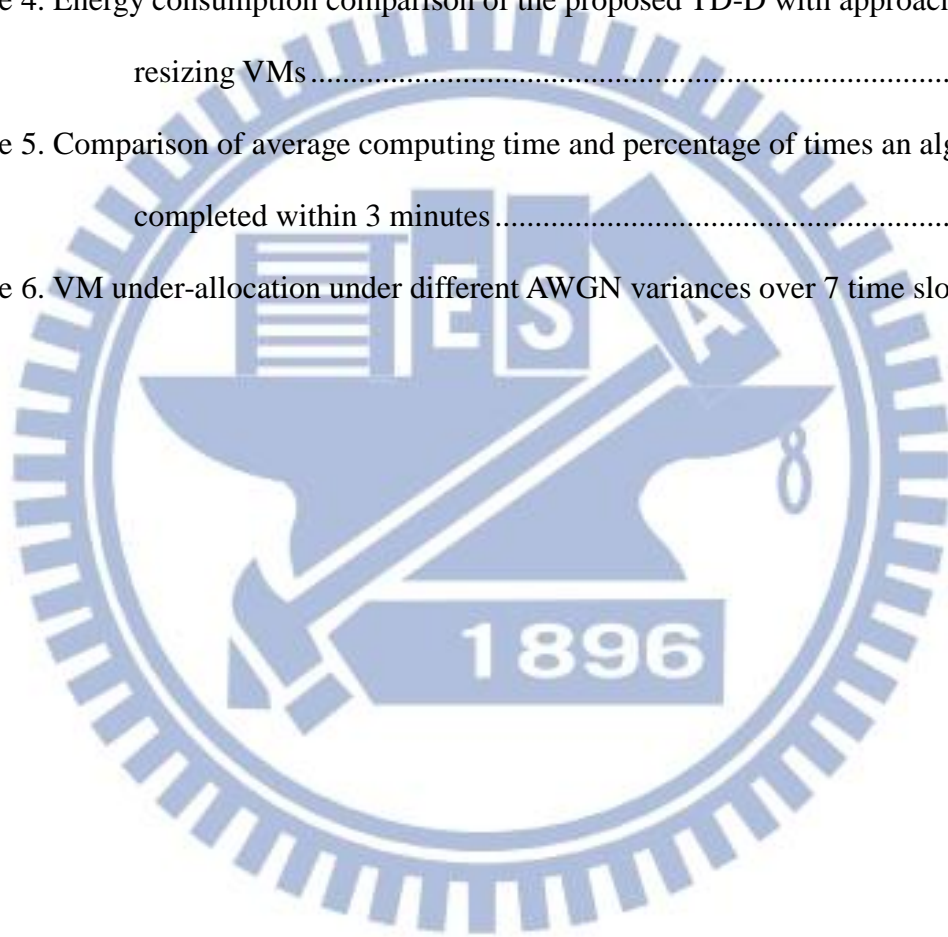 e 4. Energy consumption comparison of the proposed TD-D with approach
resizing VMs
e 5. Comparison of average computing time and percentage of times an alg
completed within 3 minutes
e 6. VM under-allocation under different AWGN variances over 7 time slo
E S A
1896